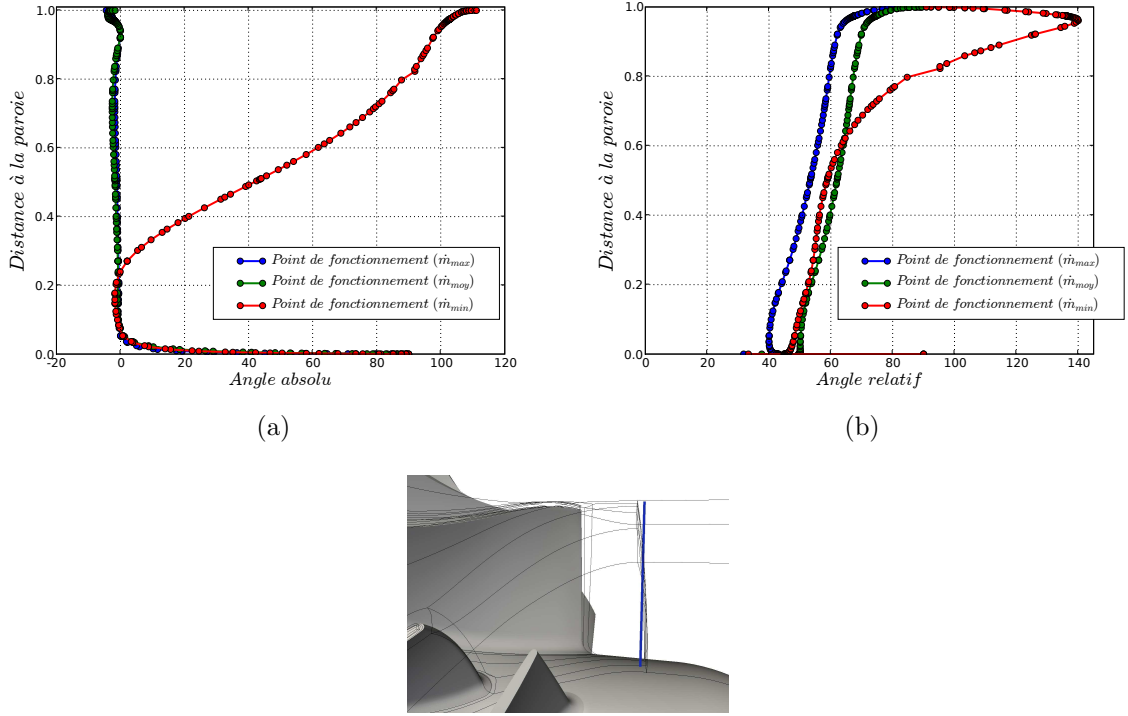 1.0
0.8
0.6
0.4
0.2
0.0
Distance à la paroie
-20 0 20 40 60 80 100 120
Angle absolu
Point de fonctionnement (ṁmax)
Point de fonctionnement (ṁmoy)
Point de fonctionnement (ṁmin)
(a)
1.0
0.8
0.6
0.4
0.2
0.0
Distance à la paroie
20 40 60 80 100 120 140
Angle relatif
Point de fonctionnement (ṁmax)
Point de fonctionnement (ṁmoy)
Point de fonctionnement (ṁmin)
(b)